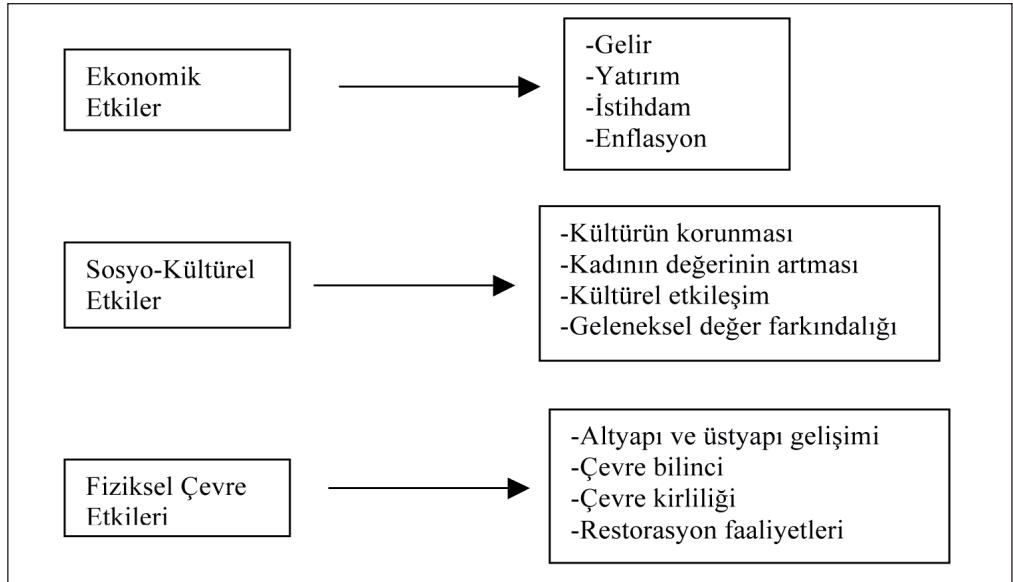 Ekonomik
Etkiler
-Gelir
-Yatırım
-İstihdam
-Enflasyon
Sosyo-Kültürel
Etkiler
-Kültürün korunması
-Kadının değerinin artması
-Kültürel etkileşim
-Geleneksel değer farkındalığı
Fiziksel Çevre
Etkileri
-Altyapı ve üstyapı gelişimi
-Çevre bilinci
-Çevre kirliliği
-Restorasyon faaliyetleri